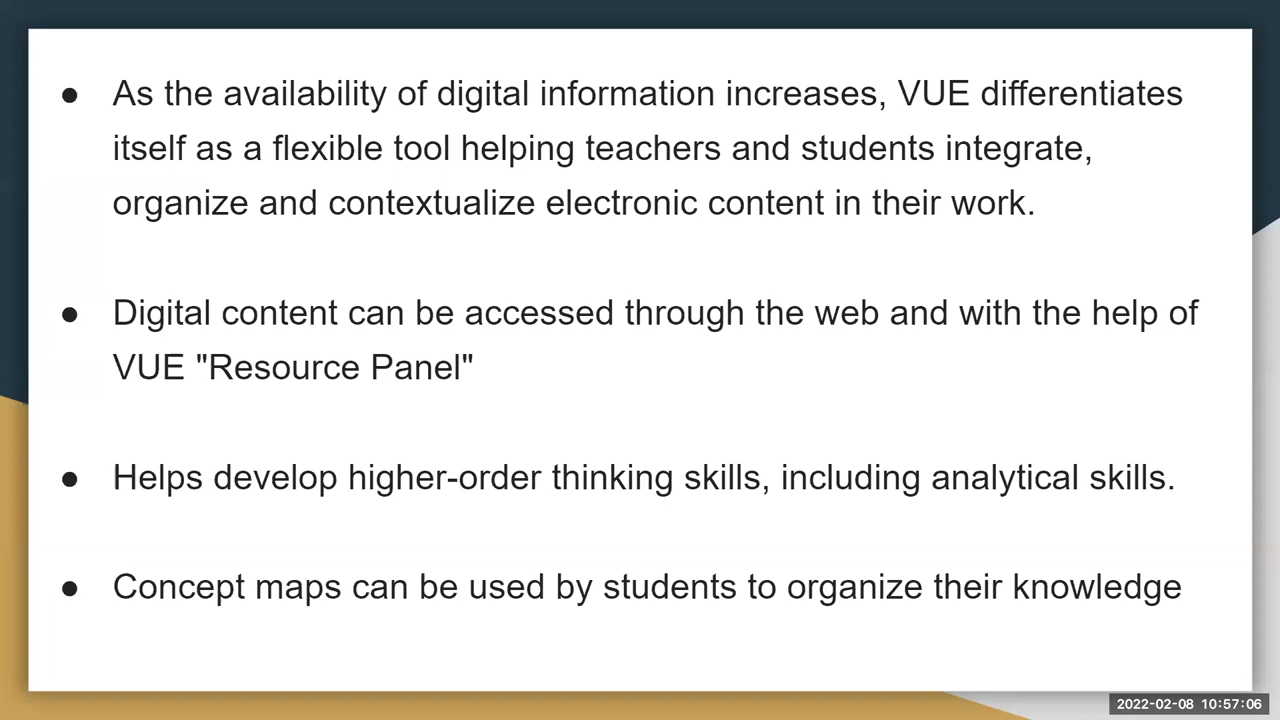 ● As the availability of digital information increases, VUE differentiates
itself as a flexible tool helping teachers and students integrate,
organize and contextualize electronic content in their work.
● Digital content can be accessed through the web and with the help of
VUE "Resource Panel"
● Helps develop higher-order thinking skills, including analytical skills.
● Concept maps can be used by students to organize their knowledge
2022-02-08 10:57:06